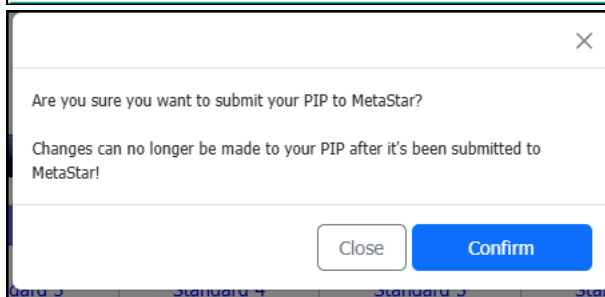 Are you sure you want to submit your PIP to MetaStar?
Changes can no longer be made to your PIP after it's been submitted to
MetaStar!
Close Confirm
Standard 4 Standard 5